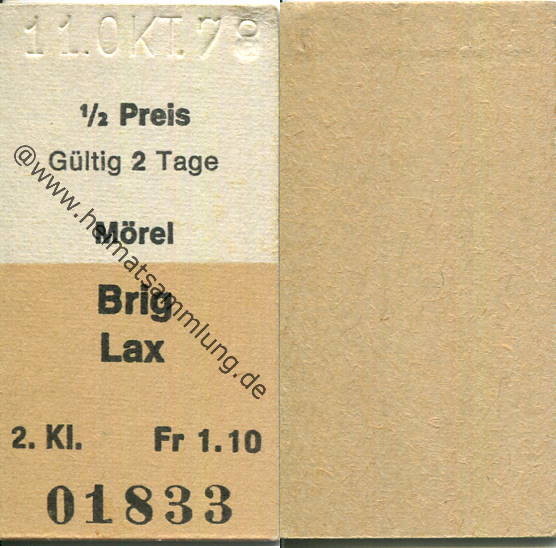 11.OKT.78
½ Preis
Gültig 2 Tage
Mörel
Brig
Lax
2. Kl. Fr 1.10
01833
@www.heimatsammlung.de